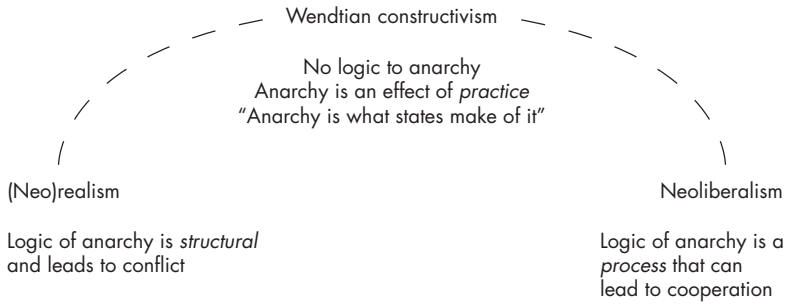 Wendtian constructivism
No logic to anarchy
Anarchy is an effect of practice
“Anarchy is what states make of it”
(Neo)realism
Logic of anarchy is structural
and leads to conflict
Neoliberalism
Logic of anarchy is a
process that can
lead to cooperation